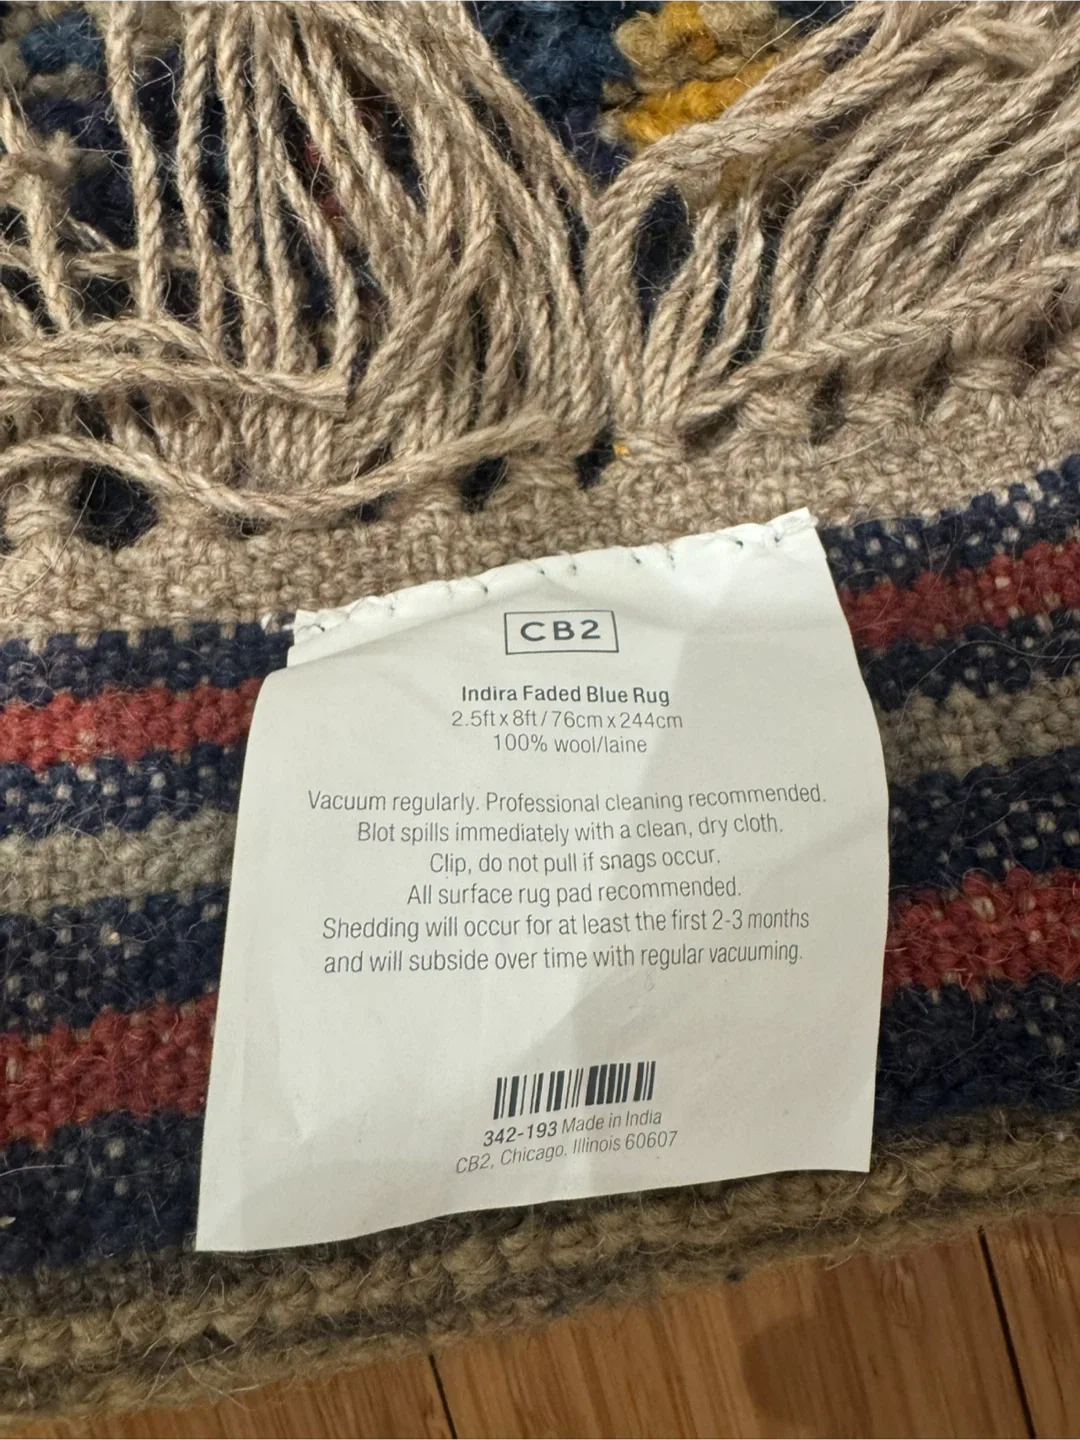 CB2
Indira Faded Blue Rug
2.5ft x 8ft / 76cm x 244cm
100% wool/laine
Vacuum regularly. Professional cleaning recommended.
Blot spills immediately with a clean, dry cloth.
Clip, do not pull if snags occur.
All surface rug pad recommended.
Shedding will occur for at least the first 2-3 months
and will subside over time with regular vacuuming.
342-193 Made in India
CB2, Chicago. Illinois 60607